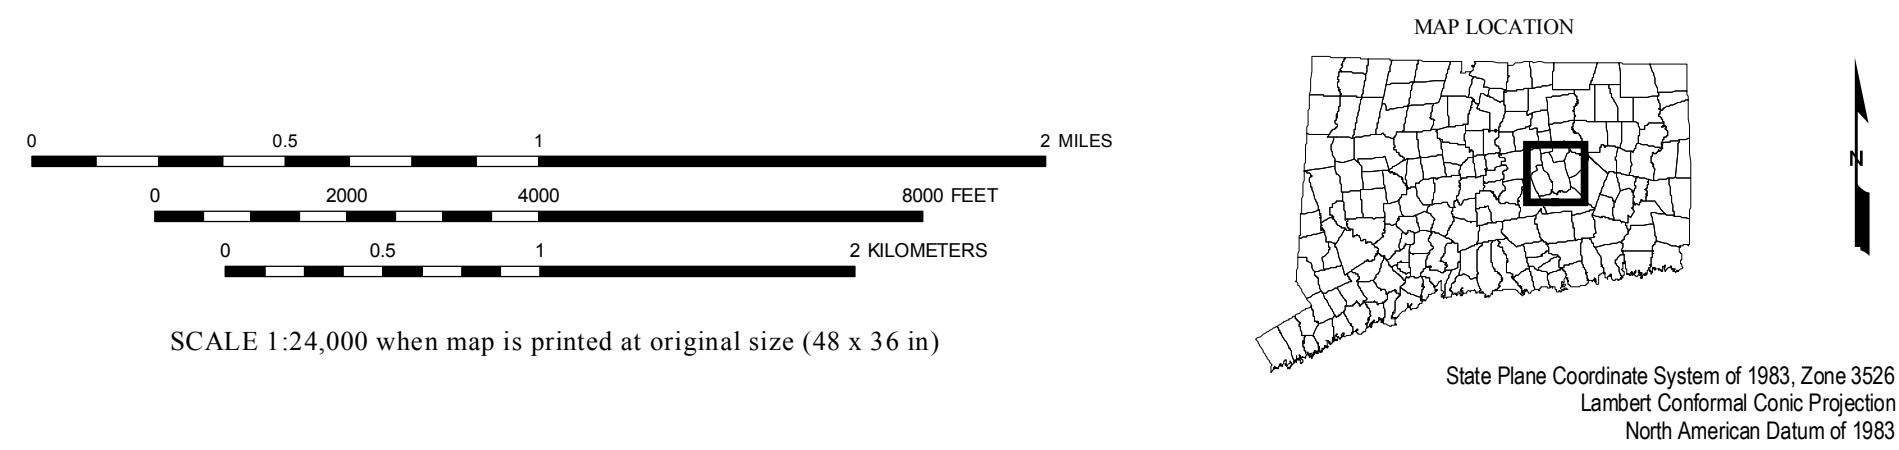 MAP LOCATION
0 0.5 1 2 MILES
0 2000 4000 8000 FEET
0 0.5 1 2 KILOMETERS
SCALE 1:24,000 when map is printed at original size (48 x 36 in)
N
State Plane Coordinate System of 1983, Zone 3526
Lambert Conformal Conic Projection
North American Datum of 1983